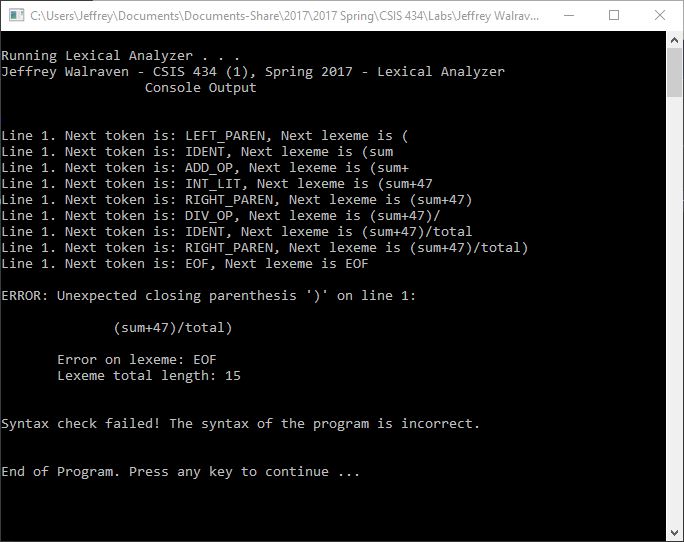 C:\Users\Jeffrey\Documents\Documents-Share\2017\2017 Spring\CSIS 434\Labs\Jeffrey Walrav...
Running Lexical Analyzer . . .
Jeffrey Walraven - CSIS 434 (1), Spring 2017 - Lexical Analyzer
Console Output
Line 1. Next token is: LEFT_PAREN, Next lexeme is (
Line 1. Next token is: IDENT, Next lexeme is (sum
Line 1. Next token is: ADD_OP, Next lexeme is (sum+
Line 1. Next token is: INT_LIT, Next lexeme is (sum+47
Line 1. Next token is: RIGHT_PAREN, Next lexeme is (sum+47)
Line 1. Next token is: DIV_OP, Next lexeme is (sum+47)/
Line 1. Next token is: IDENT, Next lexeme is (sum+47)/total
Line 1. Next token is: RIGHT_PAREN, Next lexeme is (sum+47)/total)
Line 1. Next token is: EOF, Next lexeme is EOF
ERROR: Unexpected closing parenthesis ')' on line 1:
(sum+47)/total)
Error on lexeme: EOF
Lexeme total length: 15
Syntax check failed! The syntax of the program is incorrect.
End of Program. Press any key to continue ...